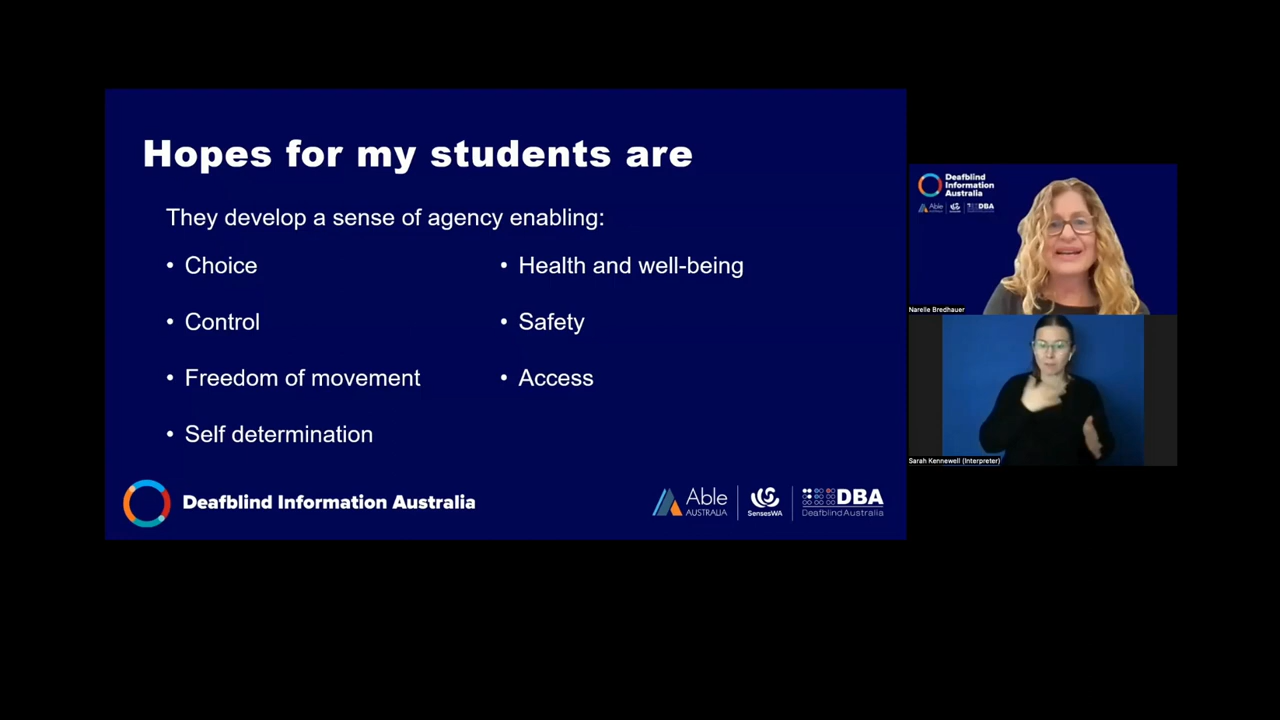 Hopes for my students are
They develop a sense of agency enabling:
• Choice
• Control
• Freedom of movement
• Self determination
• Health and well-being
• Safety
• Access
Deafblind Information Australia
Able
AUSTRALIA
SensesWA
DBA
DeafblindAustralia
Deafblind
Information
Australia
Able
DBA
Narelle Bredhauer
Sarah Kennewell (Interpreter)